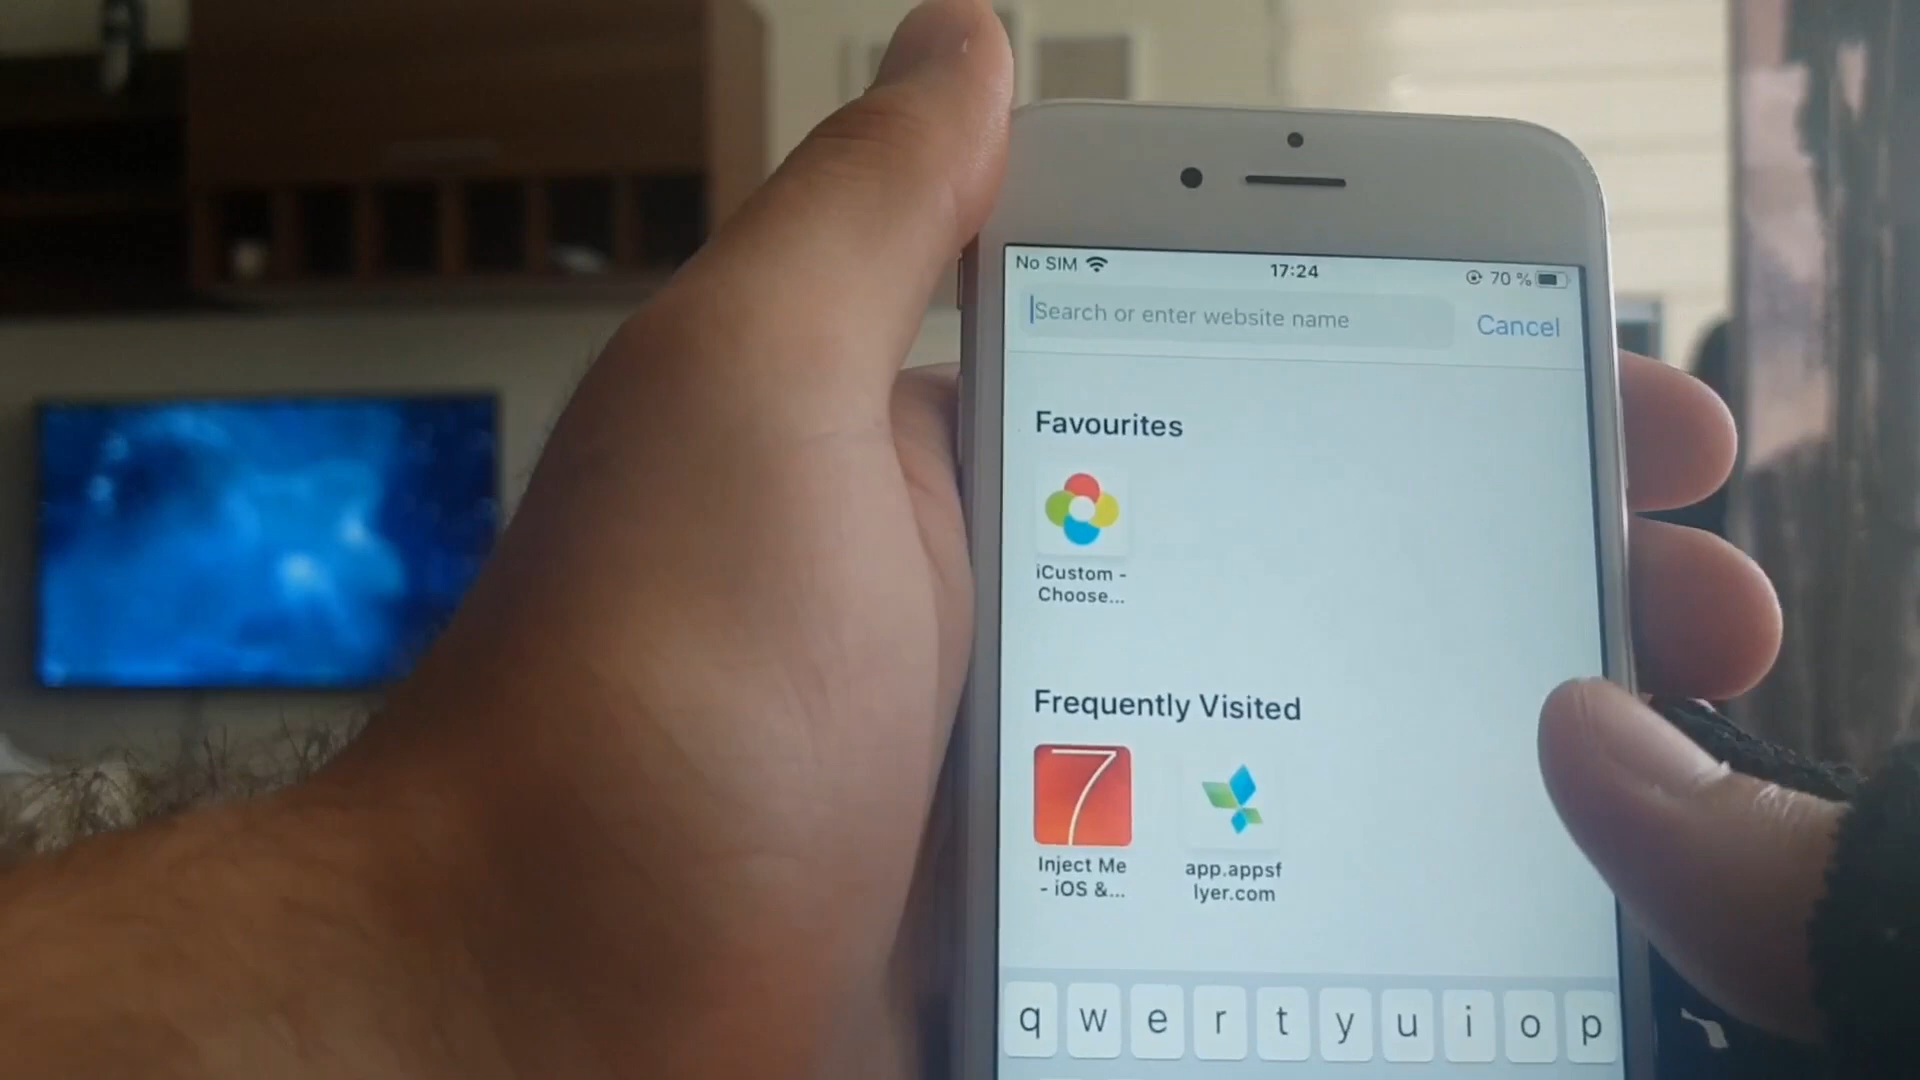 No SIM 17:24 70 %
Search or enter website name Cancel
Favourites
iCustom -
Choose...
Frequently Visited
7
Inject Me
- iOS &...
app.appsf
lyer.com
q w e r t y u i o p